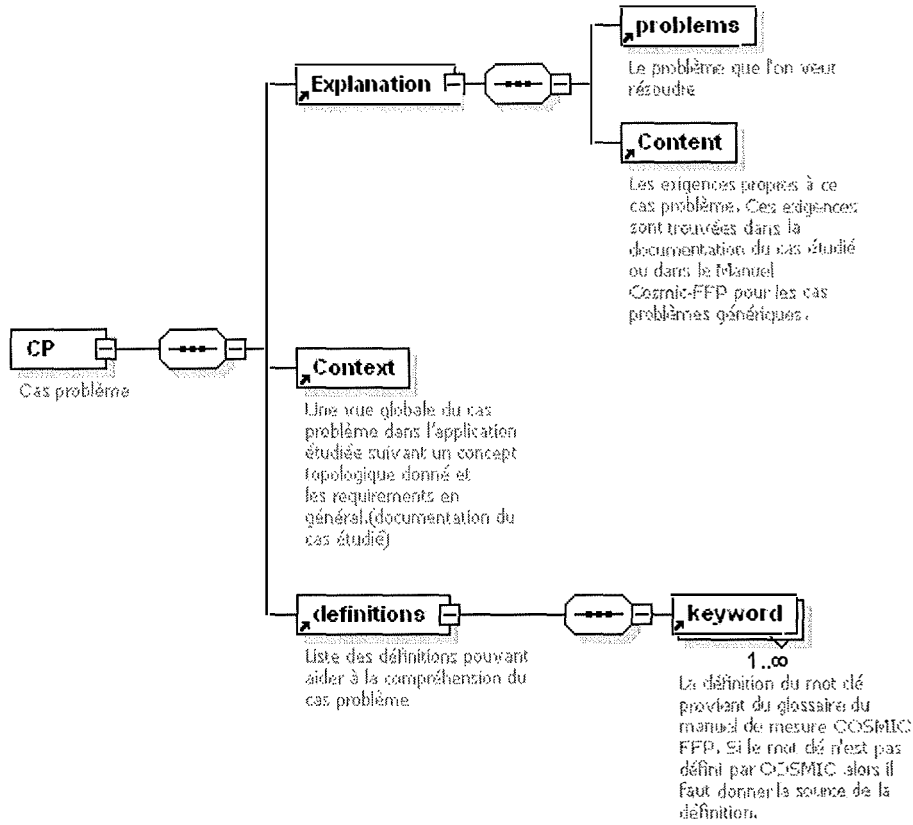 problems
Le problème que l'on veut
résoudre
Explanation
Content
Les exigences propres à ce
cas problème. Ces exigences
sont trouvées dans la
documentation du cas étudié
ou dans le Manuel
Cosmic-FFP pour les cas
problèmes génériques.
CP
Cas problème
Context
Une vue globale du cas
problème dans l'application
étudiée suivant un concept
topologique donné et
les requirements en
général.(documentation du
cas étudié)
definitions
Liste des définitions pouvant
aider à la compréhension du
cas problème
keyword
1..∞
La définition du mot clé
provient du glossaire du
manuel de mesure COSMIC
FFP. Si le mot clé n'est pas
défini par COSMIC alors il
faut donner la source de la
définition.